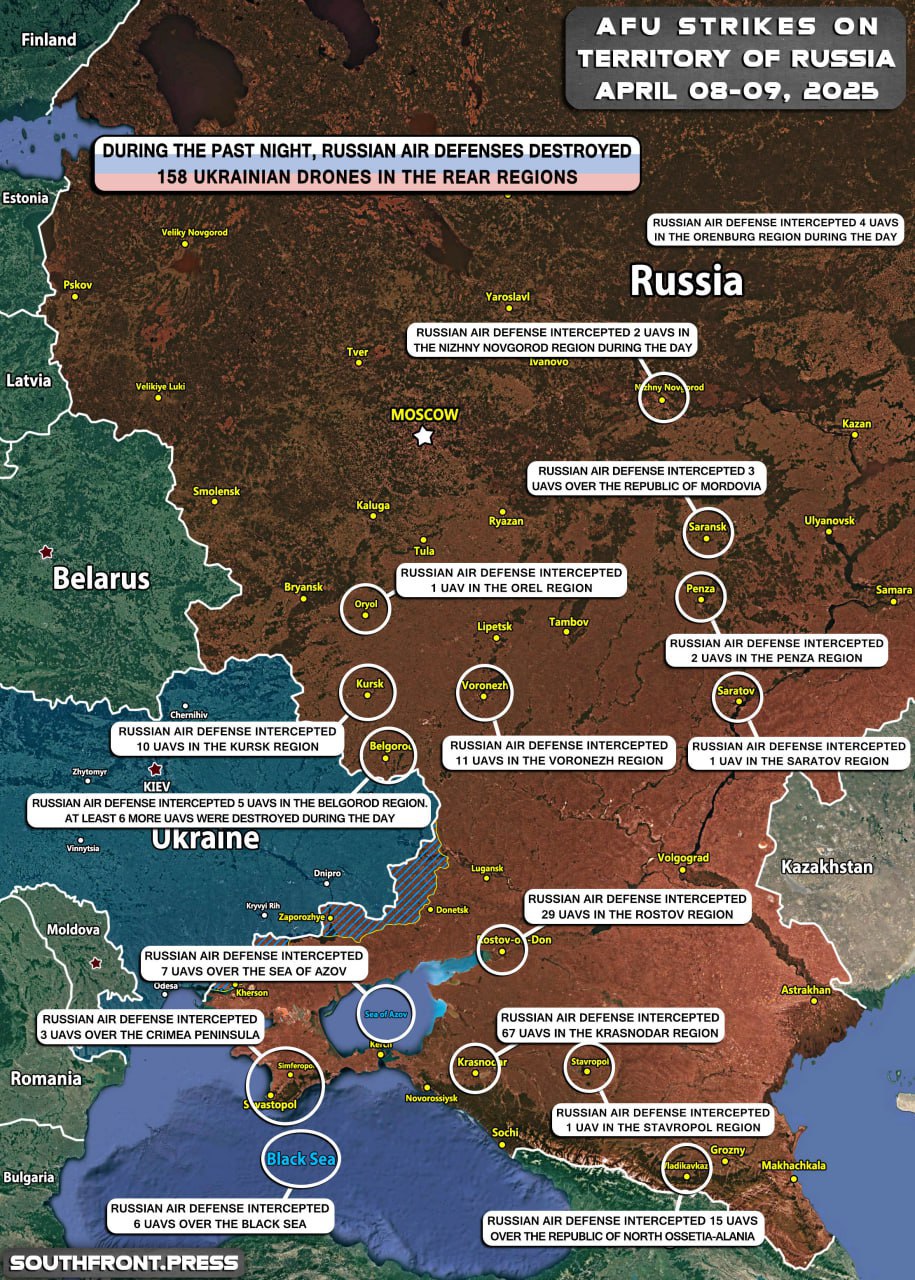 Finland
AFU STRIKES ON
TERRITORY OF RUSSIA
APRIL 08-09, 2025
DURING THE PAST NIGHT, RUSSIAN AIR DEFENSES DESTROYED
158 UKRAINIAN DRONES IN THE REAR REGIONS
Estonia
RUSSIAN AIR DEFENSE INTERCEPTED 4 UAVS
IN THE ORENBURG REGION DURING THE DAY
Veliky Novgorod
Russia
Pskov
Yaroslavl
RUSSIAN AIR DEFENSE INTERCEPTED 2 UAVS IN
THE NIZHNY NOVGOROD REGION DURING THE DAY
Tver
Ivanovo
Latvia
Velikiye Luki
Nizhny Novgorod
MOSCOW
Kazan
RUSSIAN AIR DEFENSE INTERCEPTED 3
UAVS OVER THE REPUBLIC OF MORDOVIA
Smolensk
Kaluga
Ryazan
Saransk
Ulyanovsk
Tula
Belarus
RUSSIAN AIR DEFENSE INTERCEPTED
1 UAV IN THE OREL REGION
Bryansk
Oryol
Penza
Samara
Lipetsk
Tambov
RUSSIAN AIR DEFENSE INTERCEPTED
2 UAVS IN THE PENZA REGION
Kursk
Voronezh
Saratov
Chernihiv
RUSSIAN AIR DEFENSE INTERCEPTED
10 UAVS IN THE KURSK REGION
Belgorod
RUSSIAN AIR DEFENSE INTERCEPTED
11 UAVS IN THE VORONEZH REGION
RUSSIAN AIR DEFENSE INTERCEPTED
1 UAV IN THE SARATOV REGION
Zhytomyr
KIEV
RUSSIAN AIR DEFENSE INTERCEPTED 5 UAVS IN THE BELGOROD REGION.
AT LEAST 6 MORE UAVS WERE DESTROYED DURING THE DAY
Ukraine
Vinnytsia
Volgograd
Kazakhstan
Lugansk
Dnipro
Kryvyi Rih
Zaporozhye
Donetsk
RUSSIAN AIR DEFENSE INTERCEPTED
29 UAVS IN THE ROSTOV REGION
Moldova
Rostov-on-Don
RUSSIAN AIR DEFENSE INTERCEPTED
7 UAVS OVER THE SEA OF AZOV
Odesa
Kherson
Astrakhan
Sea of Azov
RUSSIAN AIR DEFENSE INTERCEPTED
3 UAVS OVER THE CRIMEA PENINSULA
RUSSIAN AIR DEFENSE INTERCEPTED
67 UAVS IN THE KRASNODAR REGION
Kerch
Romania
Simferopol
Krasnodar
Stavropol
Sevastopol
Novorossiysk
RUSSIAN AIR DEFENSE INTERCEPTED
1 UAV IN THE STAVROPOL REGION
Sochi
Black Sea
Grozny
Vladikavkaz
Makhachkala
Bulgaria
RUSSIAN AIR DEFENSE INTERCEPTED
6 UAVS OVER THE BLACK SEA
RUSSIAN AIR DEFENSE INTERCEPTED 15 UAVS
OVER THE REPUBLIC OF NORTH OSSETIA-ALANIA
SOUTHFRONT.PRESS